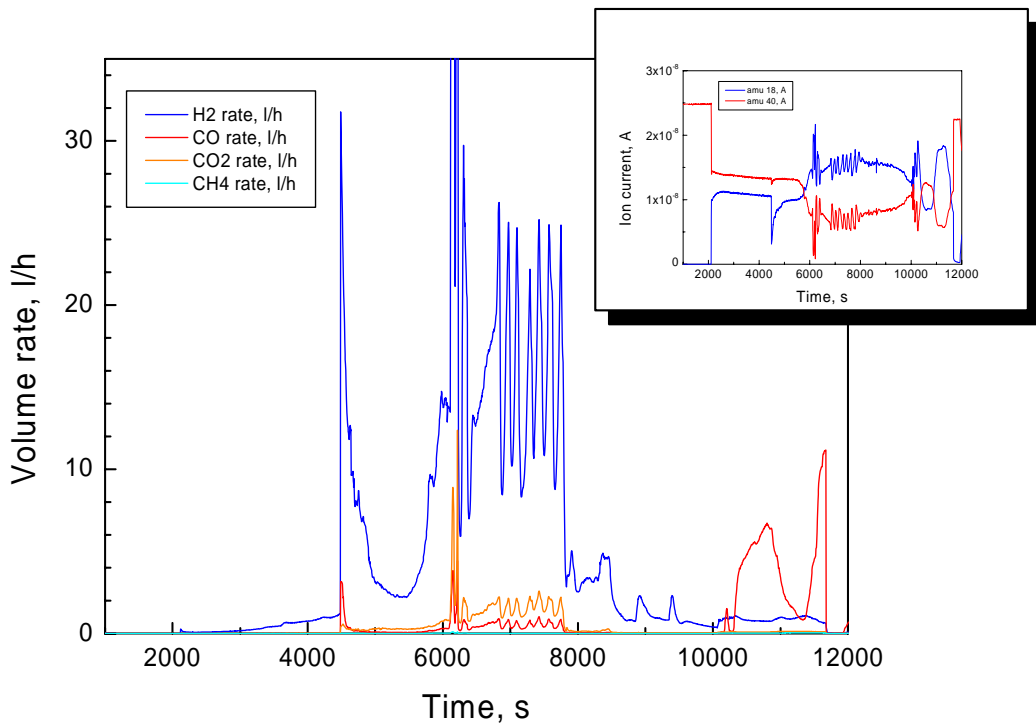 H2 rate, l/h
CO rate, l/h
CO2 rate, l/h
CH4 rate, l/h
Volume rate, l/h
30
20
10
0
2000 4000 6000 8000 10000 12000
Time, s
amu 18, A
amu 40, A
Ion current, A
3x10⁻⁸
2x10⁻⁸
1x10⁻⁸
0
2000 4000 6000 8000 10000 12000
Time, s